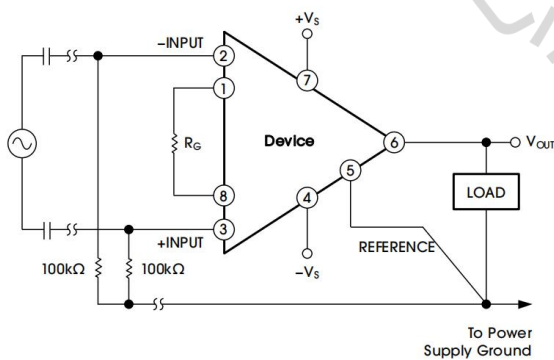 +VS
–INPUT
2
1
7
RG
Device
6
VOUT
5
8
4
LOAD
3
+INPUT
REFERENCE
100kΩ
100kΩ
–VS
To Power
Supply Ground